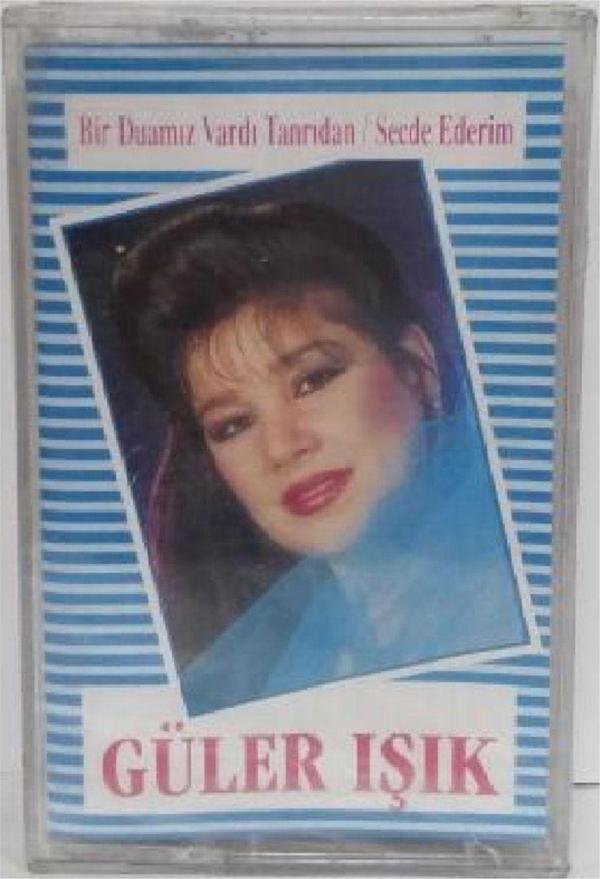 Bir Duamız Vardı Tanrıdan / Secde Ederim
GÜLER IŞIK